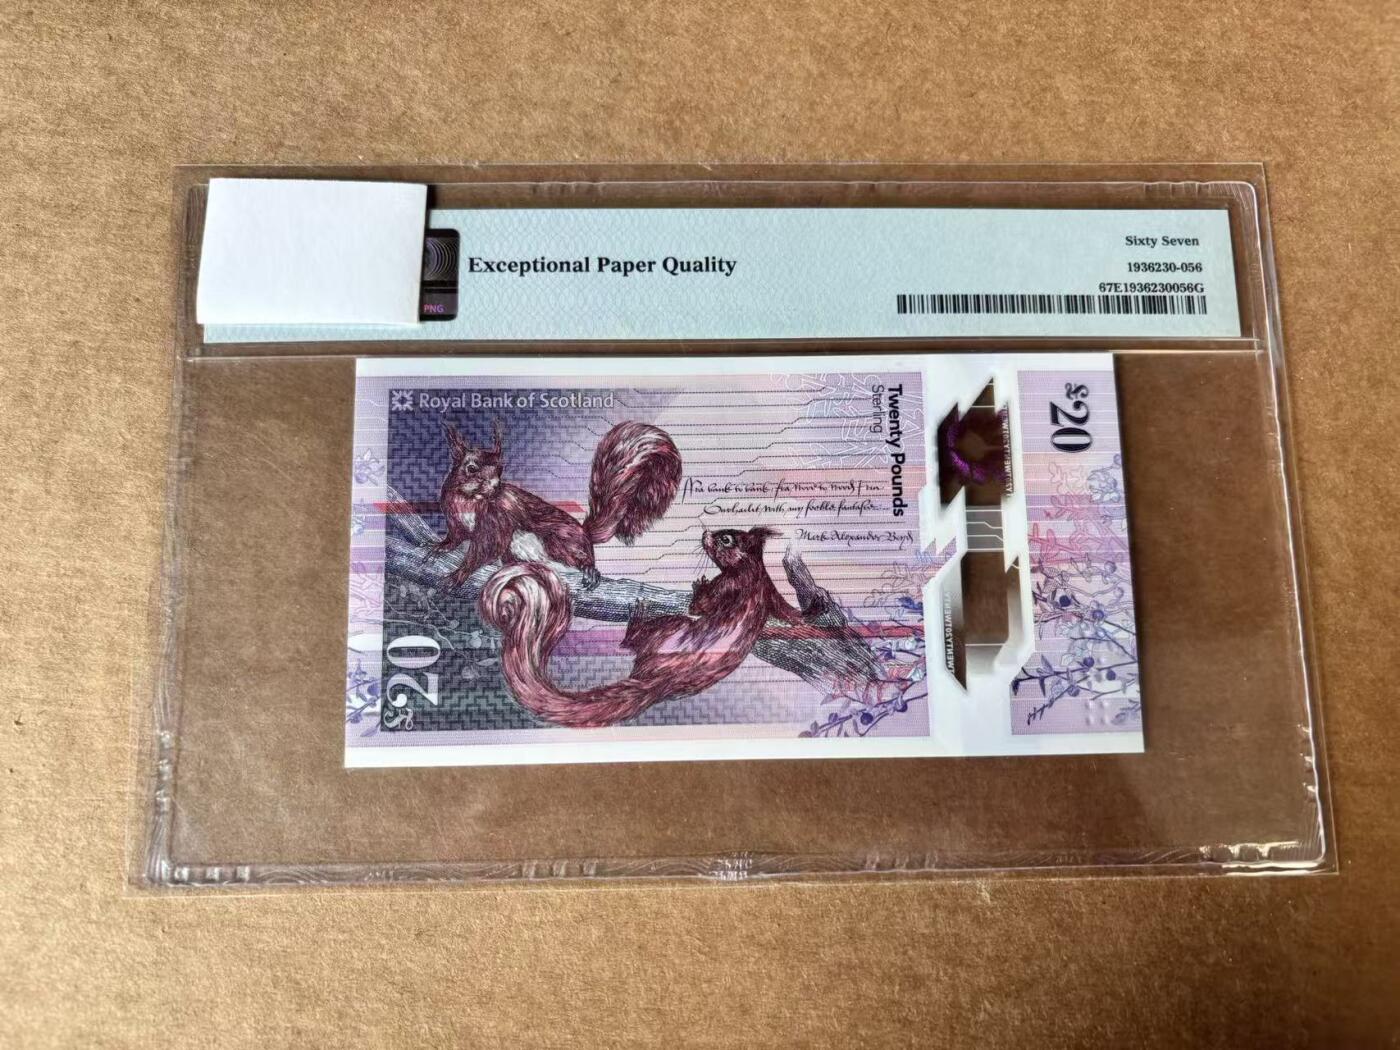 Exceptional Paper Quality
Sixty Seven
1936230-056
67E1936230056G
PNG
Royal Bank of Scotland
Twenty Pounds
Sterling
£20
Fra bank to bank, fra wood to wood I rin
Ourhailit with my feeble fantasie
Mark Alexander Boyd
£20